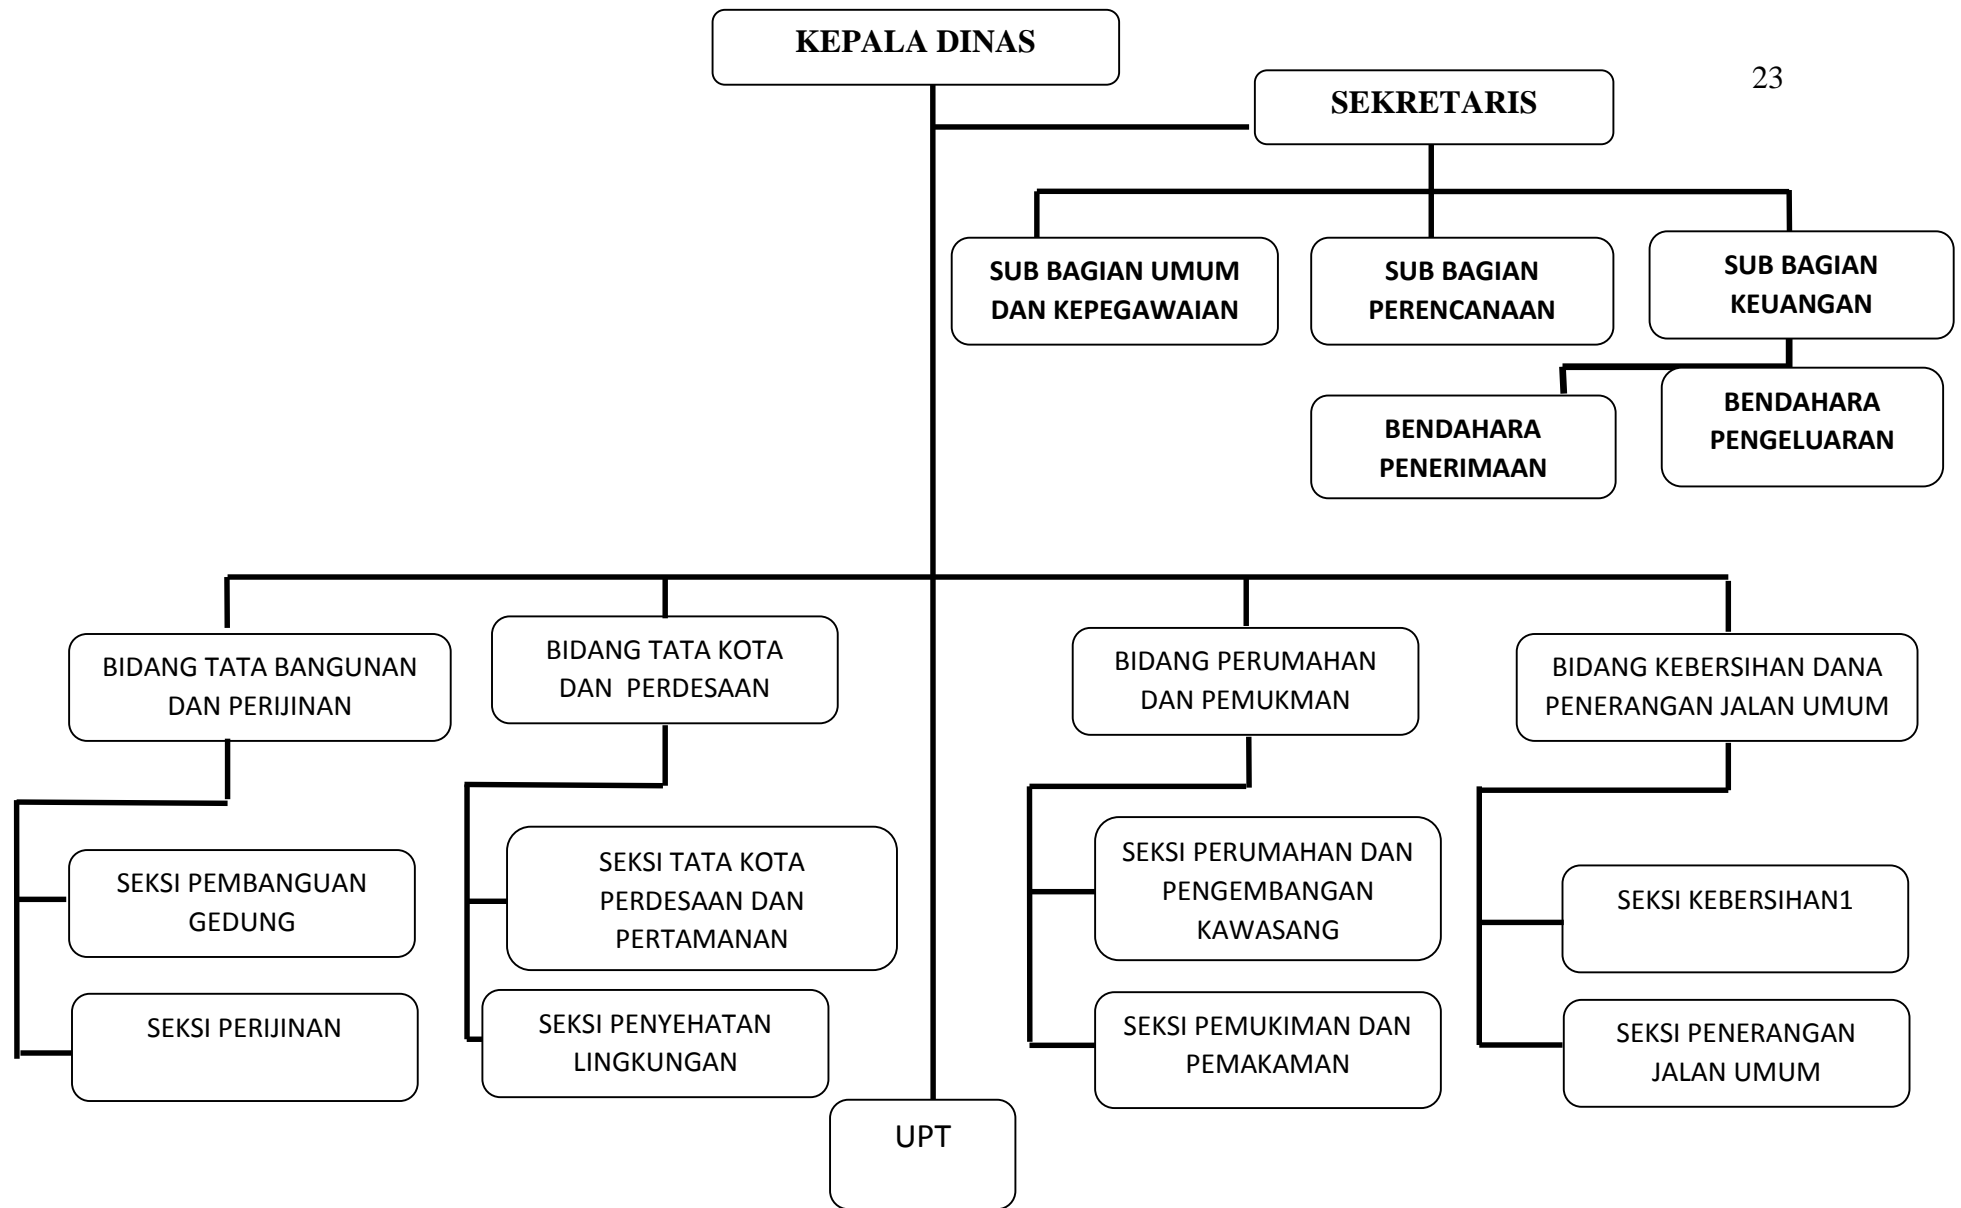 KEPALA DINAS
23
SEKRETARIS
SUB BAGIAN UMUM
DAN KEPEGAWAIAN
SUB BAGIAN
PERENCANAAN
SUB BAGIAN
KEUANGAN
BENDAHARA
PENERIMAAN
BENDAHARA
PENGELUARAN
BIDANG TATA BANGUNAN
DAN PERIJINAN
BIDANG TATA KOTA
DAN  PERDESAAN
BIDANG PERUMAHAN
DAN PEMUKMAN
BIDANG KEBERSIHAN DANA
PENERANGAN JALAN UMUM
SEKSI PEMBANGUAN
GEDUNG
SEKSI TATA KOTA
PERDESAAN DAN
PERTAMANAN
SEKSI PERUMAHAN DAN
PENGEMBANGAN
KAWASANG
SEKSI KEBERSIHAN1
SEKSI PERIJINAN
SEKSI PENYEHATAN
LINGKUNGAN
SEKSI PEMUKIMAN DAN
PEMAKAMAN
SEKSI PENERANGAN
JALAN UMUM
UPT